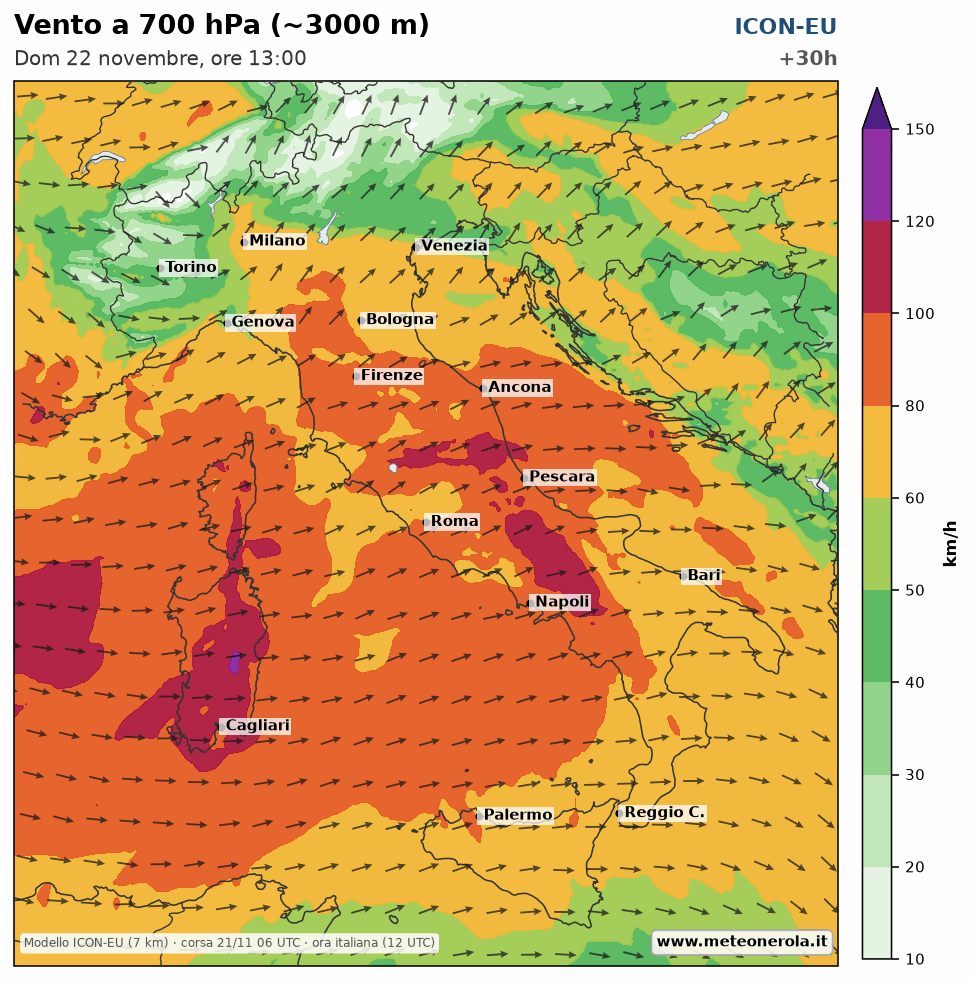 Vento a 700 hPa (~3000 m)
ICON-EU
Dom 22 novembre, ore 13:00
+30h
150
120
100
80
60
50
40
30
20
10
km/h
Milano
Venezia
Torino
Genova
Bologna
Firenze
Ancona
Pescara
Roma
Bari
Napoli
Cagliari
Palermo
Reggio C.
Modello ICON-EU (7 km) · corsa 21/11 06 UTC · ora italiana (12 UTC)
www.meteonerola.it